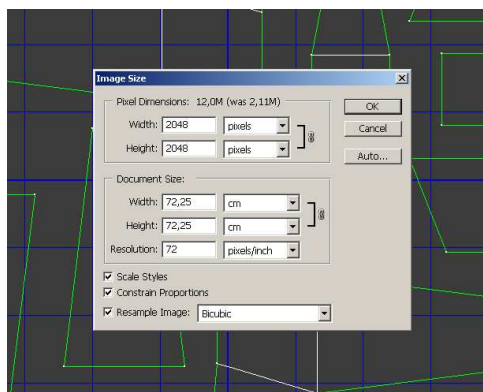 Image Size
Pixel Dimensions: 12,0M (was 2,11M)
Width: 2048 pixels
Height: 2048 pixels
Document Size:
Width: 72,25 cm
Height: 72,25 cm
Resolution: 72 pixels/inch
Scale Styles
Constrain Proportions
Resample Image: Bicubic
OK
Cancel
Auto...